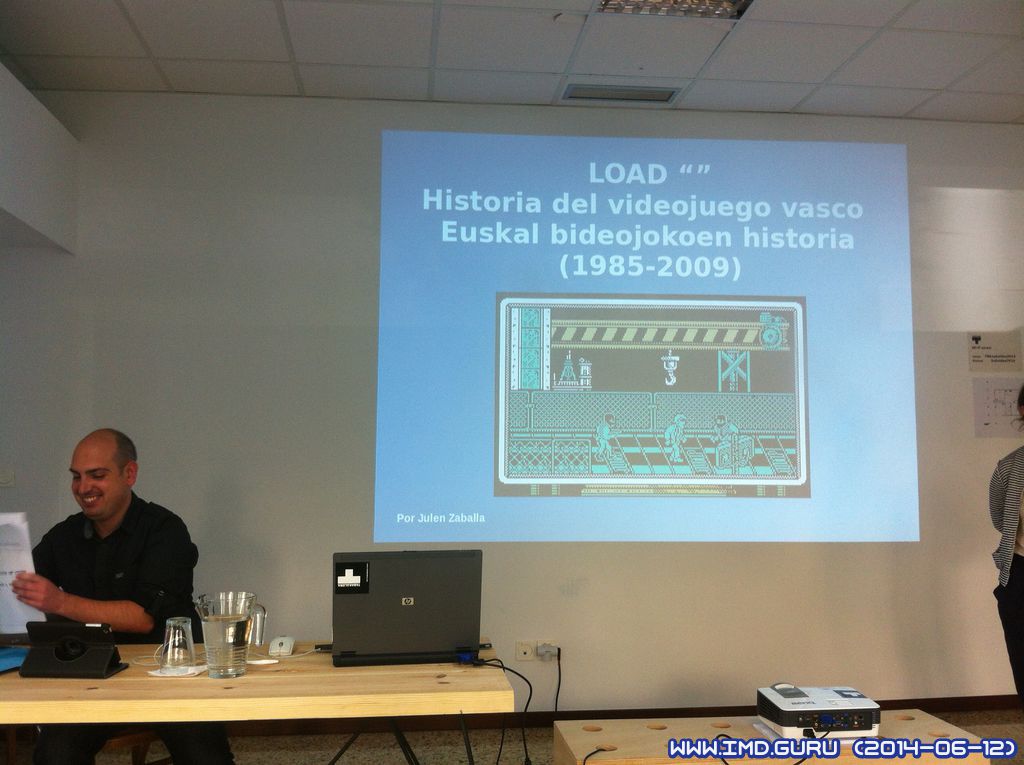 LOAD “”
Historia del videojuego vasco
Euskal bideojokoen historia
(1985-2009)
Por Julen Zaballa
hp
WWW.IMD.GURU (2014-06-12)